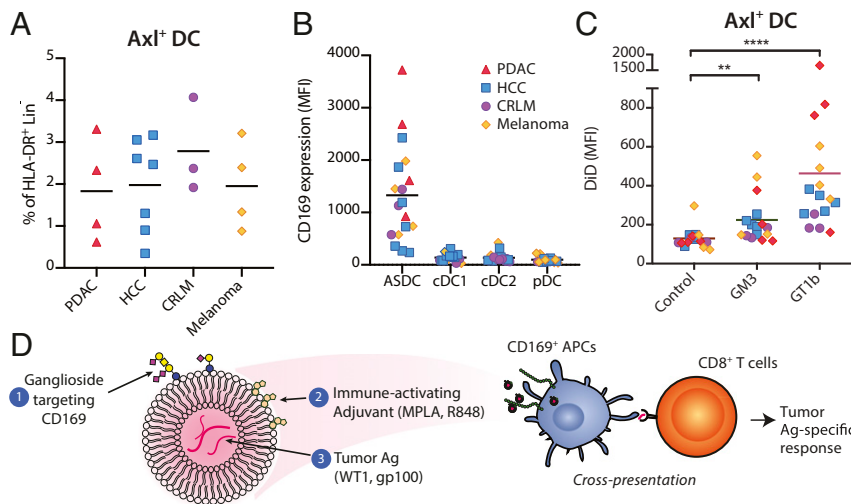 A
Axl⁺ DC
% of HLA-DR⁺ Lin⁻
5
4
3
2
1
0
PDAC
HCC
CRLM
Melanoma
B
CD169 expression (MFI)
4000
3000
2000
1000
0
PDAC
HCC
CRLM
Melanoma
ASDC cDC1 cDC2 pDC
C
Axl⁺ DC
DiD (MFI)
2000
1500
1000
800
600
400
200
0
****
**
Control
GM3
GT1b
D
1 Ganglioside
targeting
CD169
2 Immune-activating
Adjuvant (MPLA, R848)
3 Tumor Ag
(WT1, gp100)
CD169⁺ APCs
CD8⁺ T cells
Cross-presentation
Tumor
Ag-specific
response